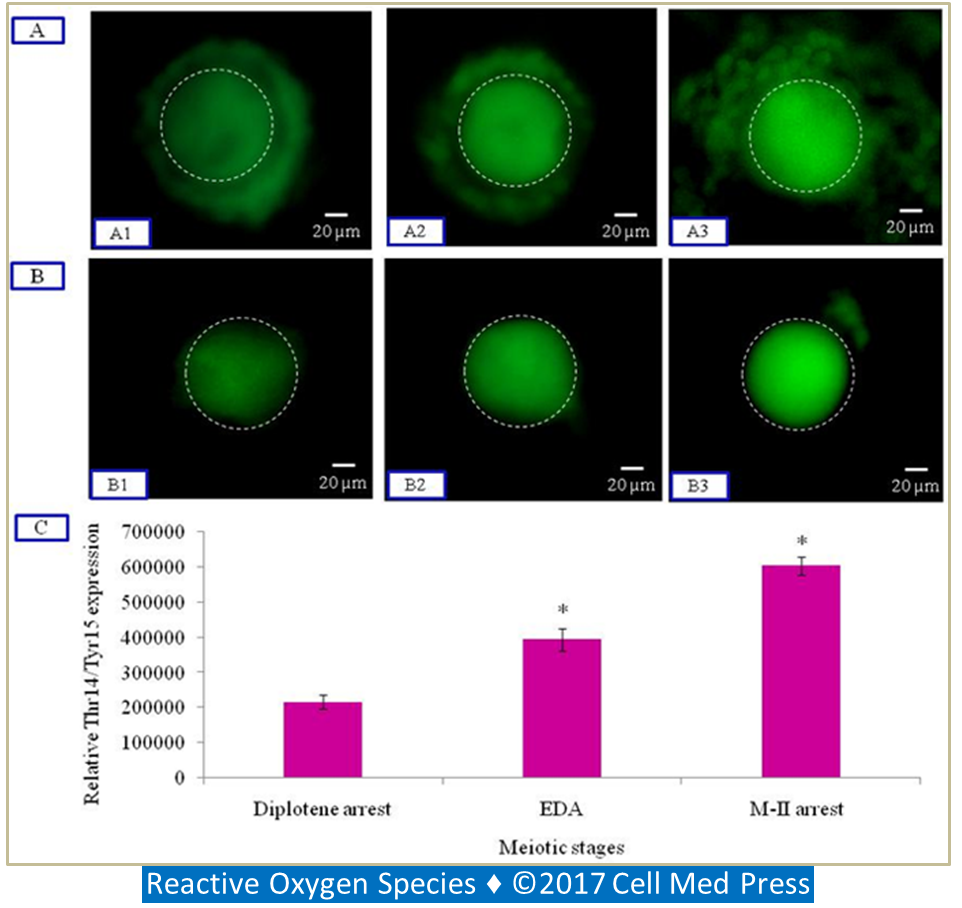 A
20 µm
20 µm
20 µm
A1
A2
A3
B
20 µm
20 µm
20 µm
B1
B2
B3
C
Relative Thr14/Tyr15 expression
700000
600000
500000
400000
300000
200000
100000
0
*
*
Diplotene arrest
EDA
M-II arrest
Meiotic stages
Reactive Oxygen Species ♦ ©2017 Cell Med Press